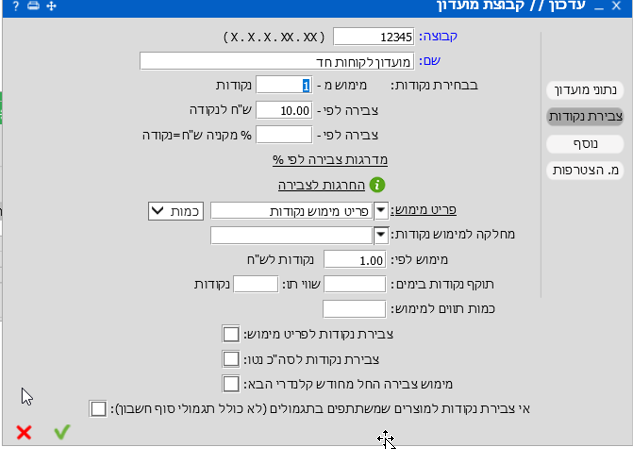 עדכון // קבוצת מועדון
קבוצה: 12345 (X.X.X.XX.XX)
שם: מועדון לקוחות חד
בבחירת נקודות: מימוש מ - 1 נקודות
צבירה לפי - 10.00 ש"ח לנקודה
צבירה לפי - % מקניה ש"ח=נקודה
מדרגות צבירה לפי %
החרגות לצבירה
פריט מימוש: פריט מימוש נקודות כמות
מחלקה למימוש נקודות:
מימוש לפי: 1.00 נקודות לש"ח
תוקף נקודות בימים: שווי תו: נקודות
כמות תווים למימוש:
צבירת נקודות לפריט מימוש:
צבירת נקודות לסה"כ נטו:
מימוש צבירה החל מחודש קלנדרי הבא:
אי צבירת נקודות למוצרים שמשתתפים בתגמולים (לא כולל תגמולי סוף חשבון):
נתוני מועדון
צבירת נקודות
נוסף
מ. הצטרפות